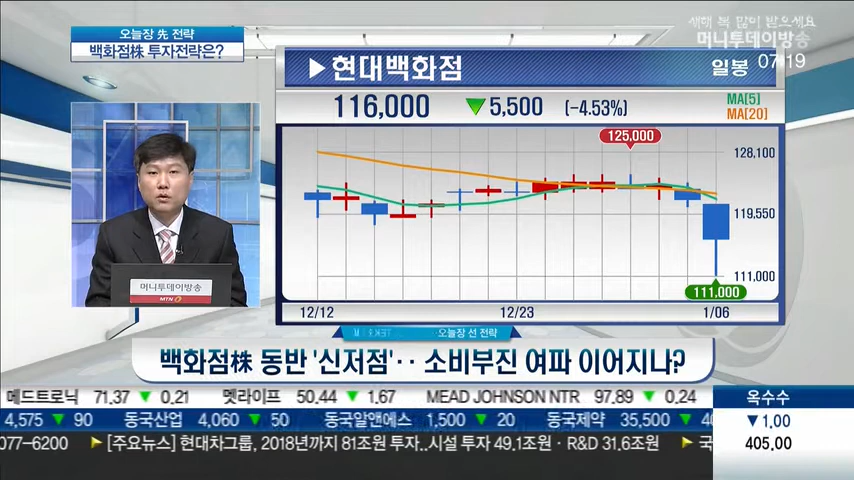 오늘장 先 전략
백화점株 투자전략은?
새해 복 많이 받으세요
머니투데이방송
07:19
▶현대백화점 일봉
116,000 ▼5,500 (-4.53%)
MA[5]
MA[20]
125,000
128,100
119,550
111,000
111,000
12/12 12/23 1/06
머니투데이방송
MTN
오늘장 선 전략
백화점株 동반 '신저점'‥ 소비부진 여파 이어지나?
메드트로닉 71.37 ▼ 0.21 멧라이프 50.44 ▼ 1.67 MEAD JOHNSON NTR 97.89 ▼ 0.24
4,575 ▼ 90 동국산업 4,060 ▼ 50 동국알앤에스 1,500 ▼ 20 동국제약 35,500 ▼
077-6200 ▶ [주요뉴스] 현대차그룹, 2018년까지 81조원 투자‥시설 투자 49.1조원·R&D 31.6조원 ▶
옥수수
▼1,00
405.00